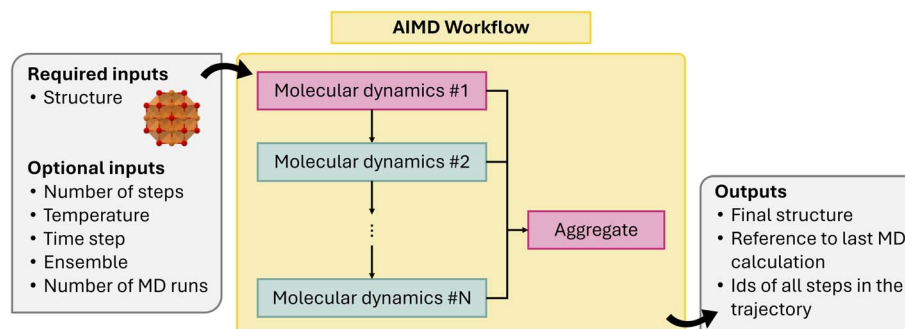 AIMD Workflow
Required inputs
• Structure
Optional inputs
• Number of steps
• Temperature
• Time step
• Ensemble
• Number of MD runs
Molecular dynamics #1
Molecular dynamics #2
⋮
Molecular dynamics #N
Aggregate
Outputs
• Final structure
• Reference to last MD
calculation
• Ids of all steps in the
trajectory